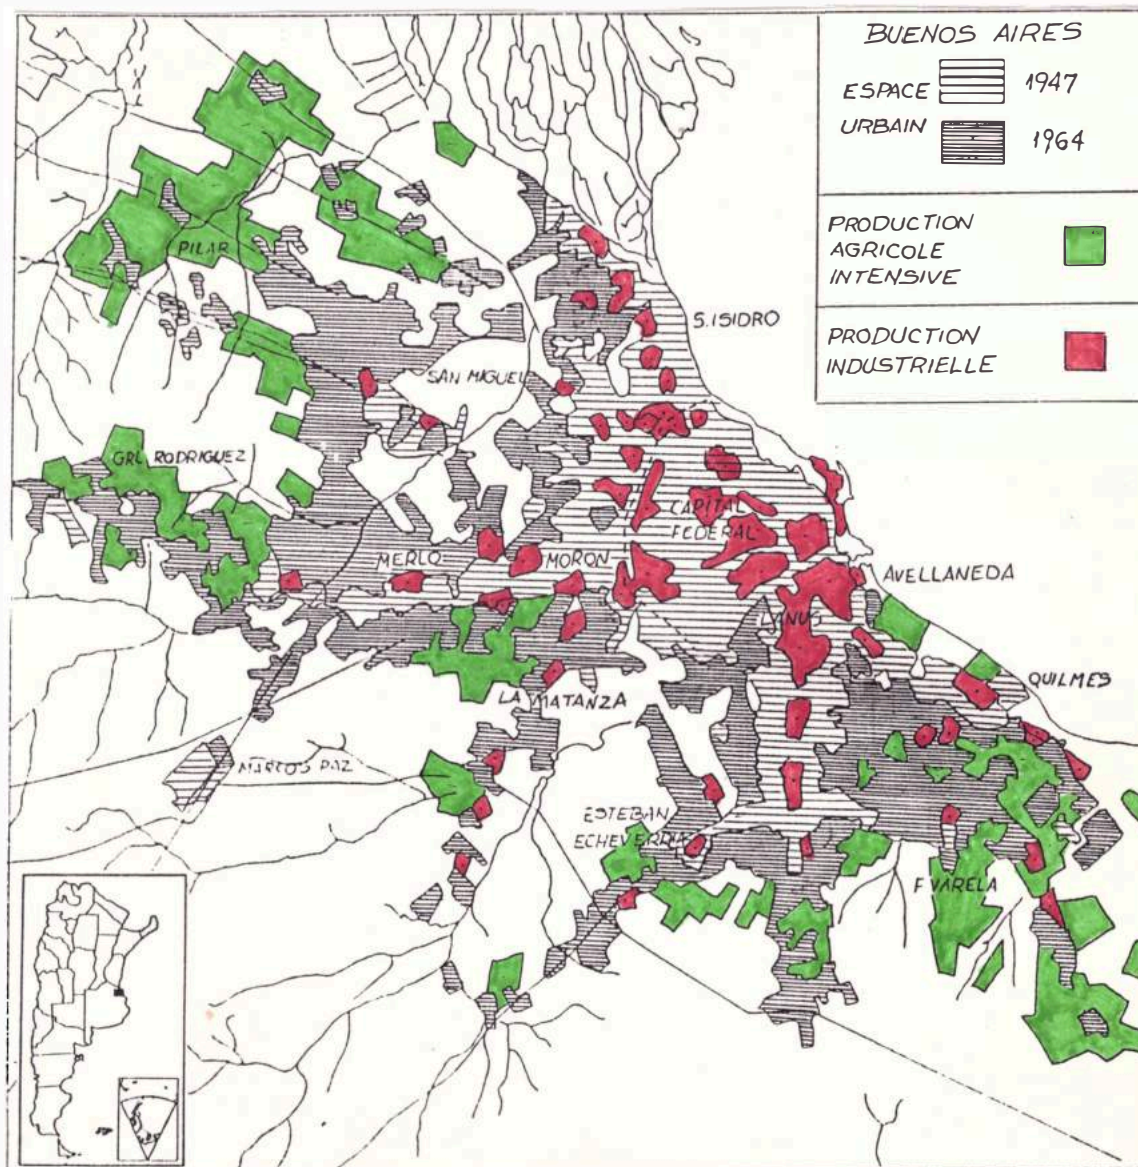 BUENOS AIRES
ESPACE
URBAIN
1947
1964
PRODUCTION
AGRICOLE
INTENSIVE
PRODUCTION
INDUSTRIELLE
PILAR
S. ISIDRO
SAN MIGUEL
GRL RODRIGUEZ
CAPITAL
FEDERAL
MERLO
MORON
AVELLANEDA
LANUS
QUILMES
LA MATANZA
MARCOS PAZ
ESTEBAN
ECHEVERDIA
F VARELA